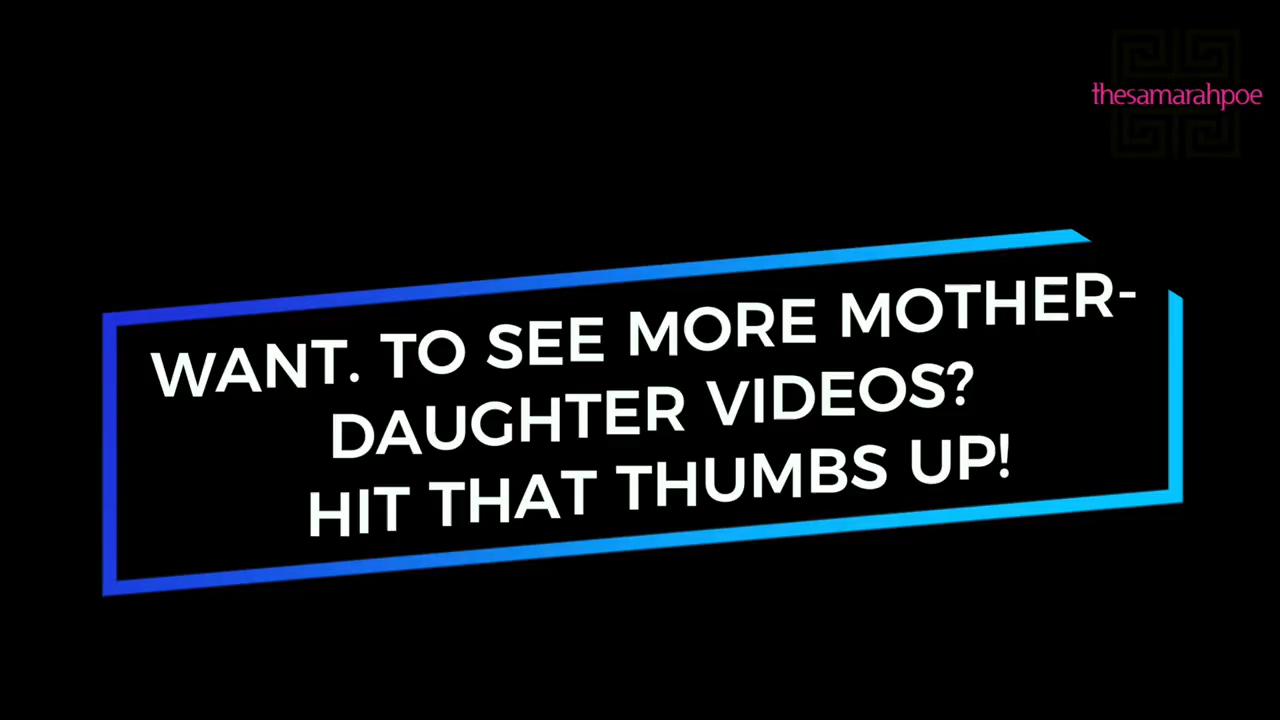 thesamarahpoe
WANT. TO SEE MORE MOTHER-
DAUGHTER VIDEOS?
HIT THAT THUMBS UP!